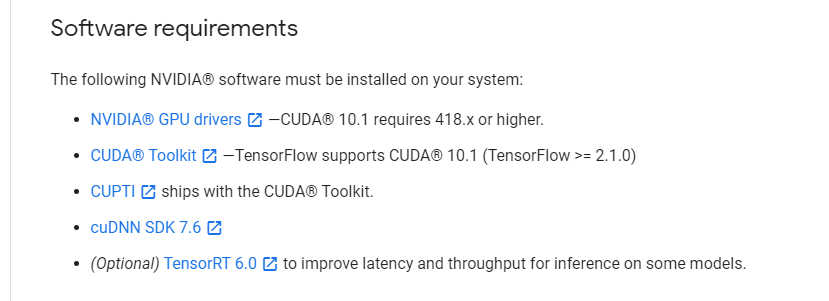 Software requirements
The following NVIDIA® software must be installed on your system:
• NVIDIA® GPU drivers —CUDA® 10.1 requires 418.x or higher.
• CUDA® Toolkit —TensorFlow supports CUDA® 10.1 (TensorFlow >= 2.1.0)
• CUPTI ships with the CUDA® Toolkit.
• cuDNN SDK 7.6
• (Optional) TensorRT 6.0 to improve latency and throughput for inference on some models.